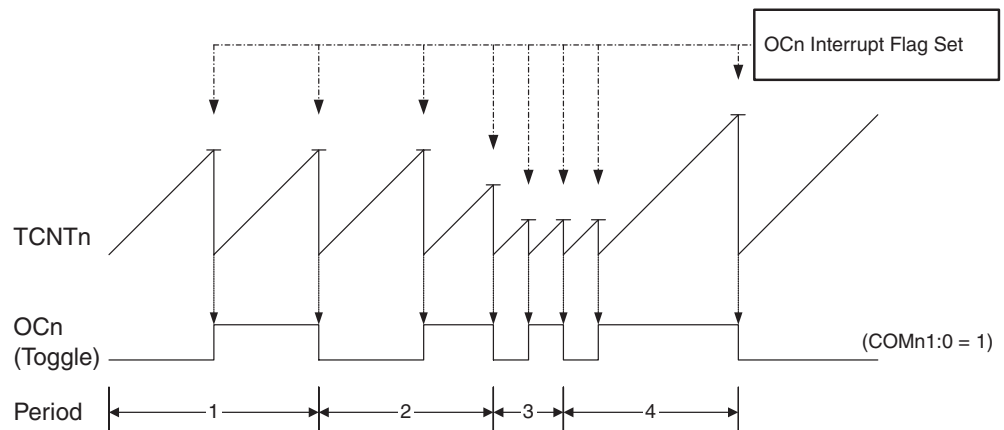 OCn Interrupt Flag Set
TCNTn
OCn
(Toggle)
(COMn1:0 = 1)
Period
1
2
3
4